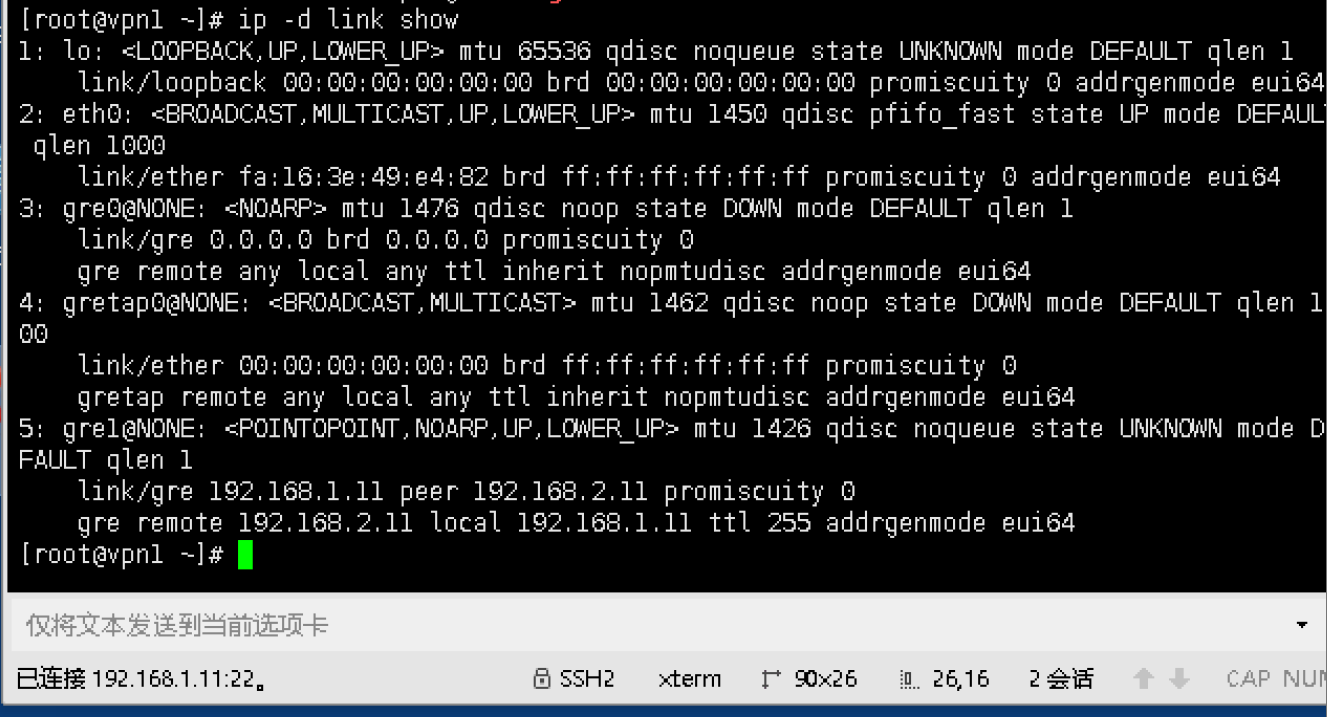 [root@vpn1 ~]# ip -d link show
1: lo: <LOOPBACK,UP,LOWER_UP> mtu 65536 qdisc noqueue state UNKNOWN mode DEFAULT qlen 1
    link/loopback 00:00:00:00:00:00 brd 00:00:00:00:00:00 promiscuity 0 addrgenmode eui64
2: eth0: <BROADCAST,MULTICAST,UP,LOWER_UP> mtu 1450 qdisc pfifo_fast state UP mode DEFAUL
 qlen 1000
    link/ether fa:16:3e:49:e4:82 brd ff:ff:ff:ff:ff:ff promiscuity 0 addrgenmode eui64
3: gre0@NONE: <NOARP> mtu 1476 qdisc noop state DOWN mode DEFAULT qlen 1
    link/gre 0.0.0.0 brd 0.0.0.0 promiscuity 0
    gre remote any local any ttl inherit nopmtudisc addrgenmode eui64
4: gretap0@NONE: <BROADCAST,MULTICAST> mtu 1462 qdisc noop state DOWN mode DEFAULT qlen 1
00
    link/ether 00:00:00:00:00:00 brd ff:ff:ff:ff:ff:ff promiscuity 0
    gretap remote any local any ttl inherit nopmtudisc addrgenmode eui64
5: gre1@NONE: <POINTOPOINT,NOARP,UP,LOWER_UP> mtu 1426 qdisc noqueue state UNKNOWN mode D
FAULT qlen 1
    link/gre 192.168.1.11 peer 192.168.2.11 promiscuity 0
    gre remote 192.168.2.11 local 192.168.1.11 ttl 255 addrgenmode eui64
[root@vpn1 ~]#
仅将文本发送到当前选项卡
已连接 192.168.1.11:22。 SSH2 xterm 90x26 26,16 2 会话 CAP NUM